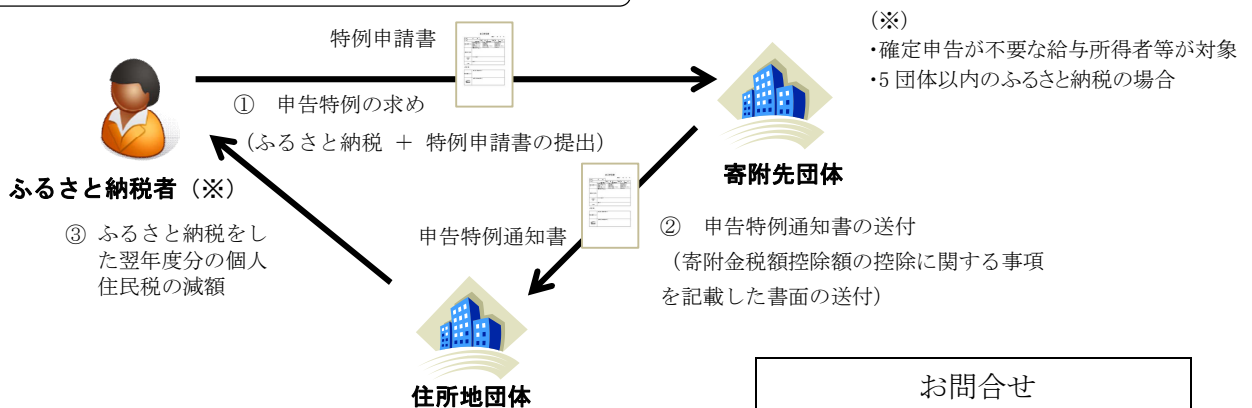 特例申請書
① 申告特例の求め
(ふるさと納税 + 特例申請書の提出)
ふるさと納税者(※)
(※)
・確定申告が不要な給与所得者等が対象
・5団体以内のふるさと納税の場合
寄附先団体
② 申告特例通知書の送付
(寄附金税額控除額の控除に関する事項
を記載した書面の送付)
申告特例通知書
③ ふるさと納税をし
た翌年度分の個人
住民税の減額
住所地団体
お問合せ